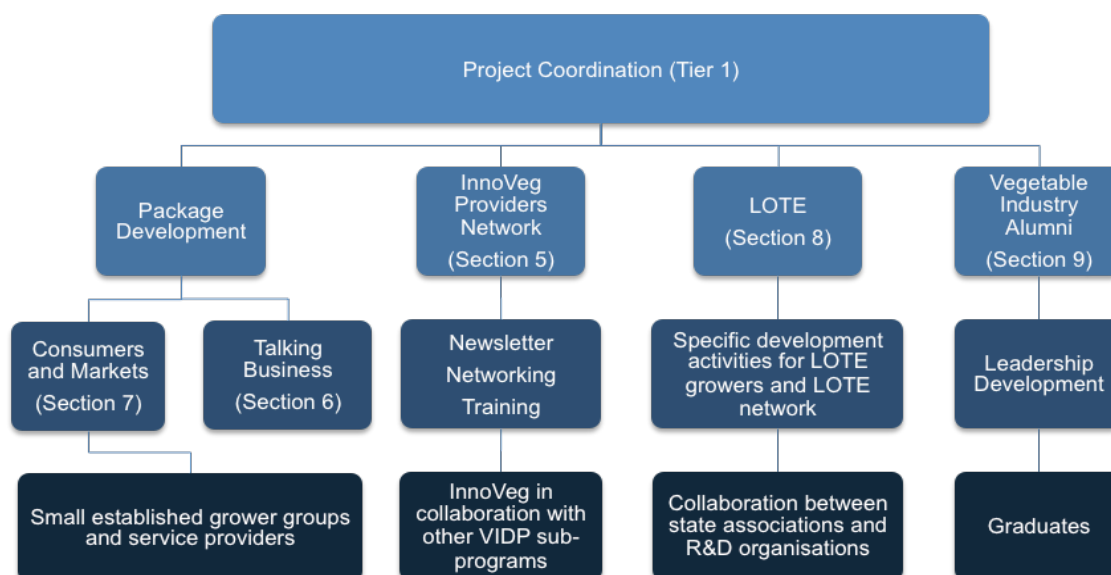 Project Coordination (Tier 1)
Package
Development
InnoVeg
Providers
Network
(Section 5)
LOTE
(Section 8)
Vegetable
Industry
Alumni
(Section 9)
Consumers
and Markets
(Section 7)
Talking
Business
(Section 6)
Newsletter
Networking
Training
Specific development
activities for LOTE
growers and LOTE
network
Leadership
Development
Small established grower groups
and service providers
InnoVeg in
collaboration with
other VIDP sub-
programs
Collaboration between
state associations and
R&D organisations
Graduates